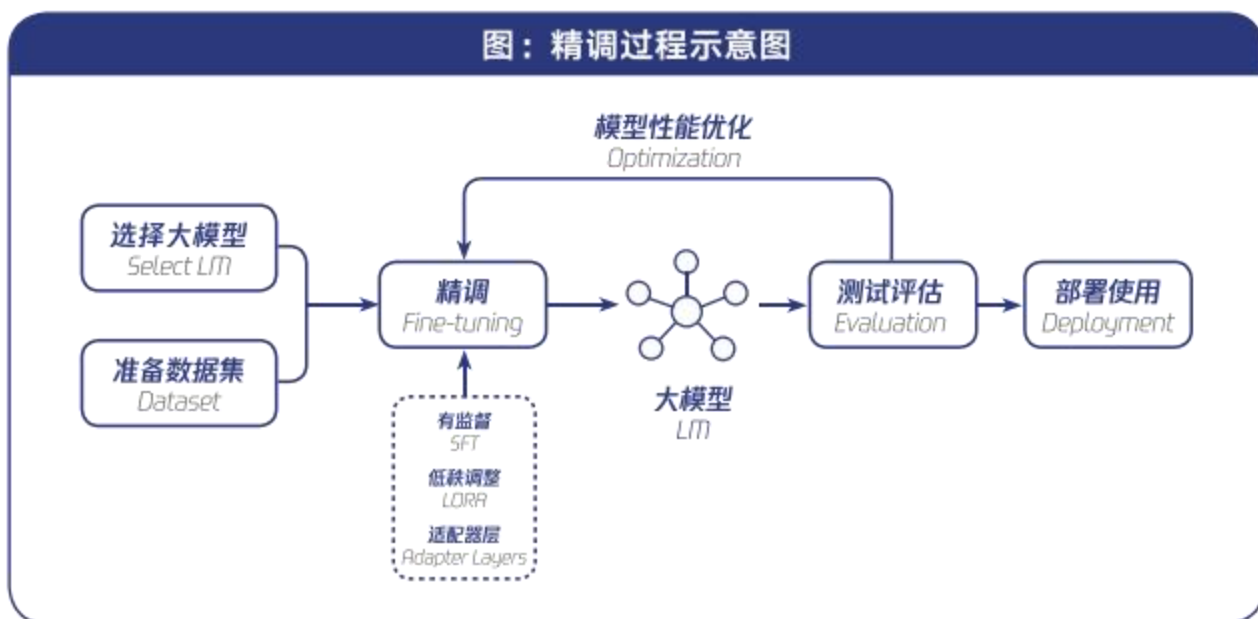 图：精调过程示意图
模型性能优化
Optimization
选择大模型
Select LM
准备数据集
Dataset
精调
Fine-tuning
有监督
SFT
低秩调整
LORA
适配器层
Adapter Layers
大模型
LM
测试评估
Evaluation
部署使用
Deployment